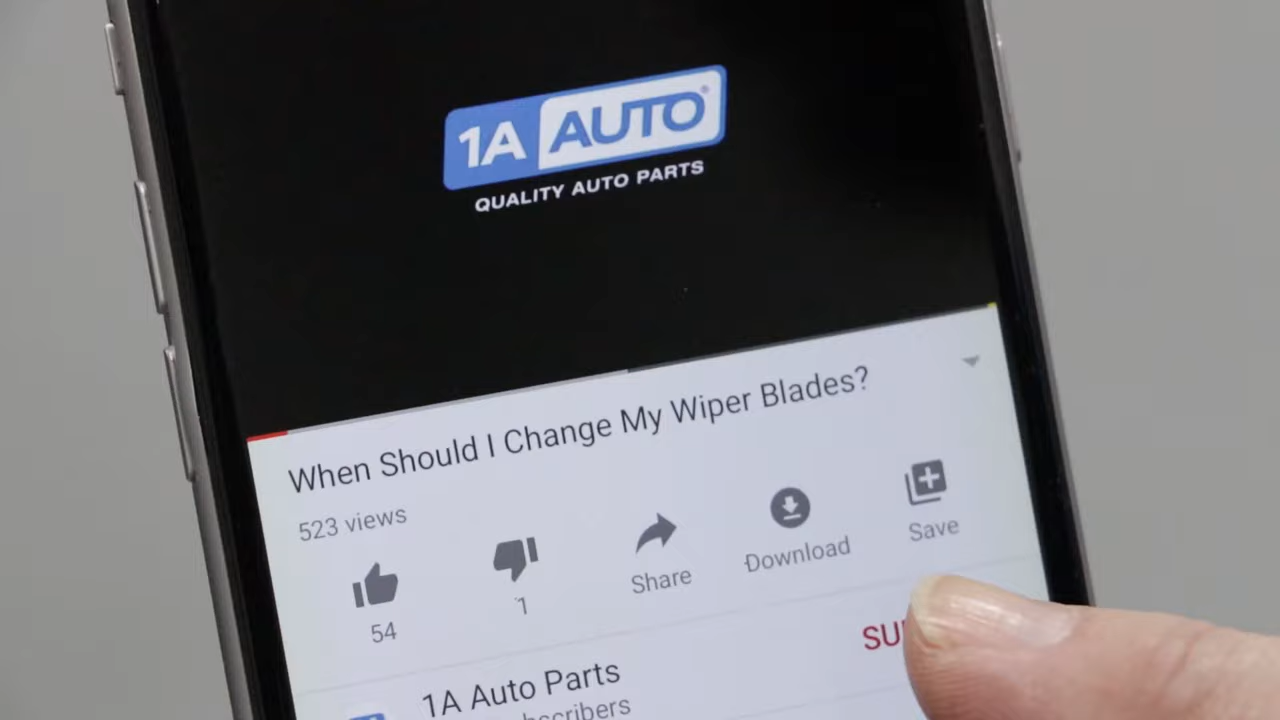 1A AUTO®
QUALITY AUTO PARTS
When Should I Change My Wiper Blades?
523 views
54
1
Share
Download
Save
1A Auto Parts